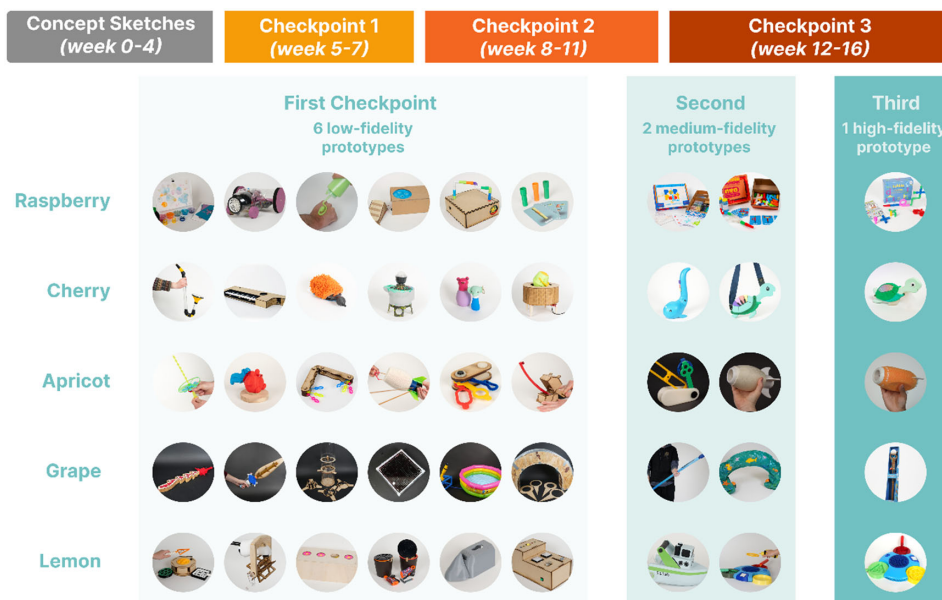 Concept Sketches
(week 0-4)
Checkpoint 1
(week 5-7)
Checkpoint 2
(week 8-11)
Checkpoint 3
(week 12-16)
First Checkpoint
6 low-fidelity
prototypes
Second
2 medium-fidelity
prototypes
Third
1 high-fidelity
prototype
Raspberry
Cherry
Apricot
Grape
Lemon